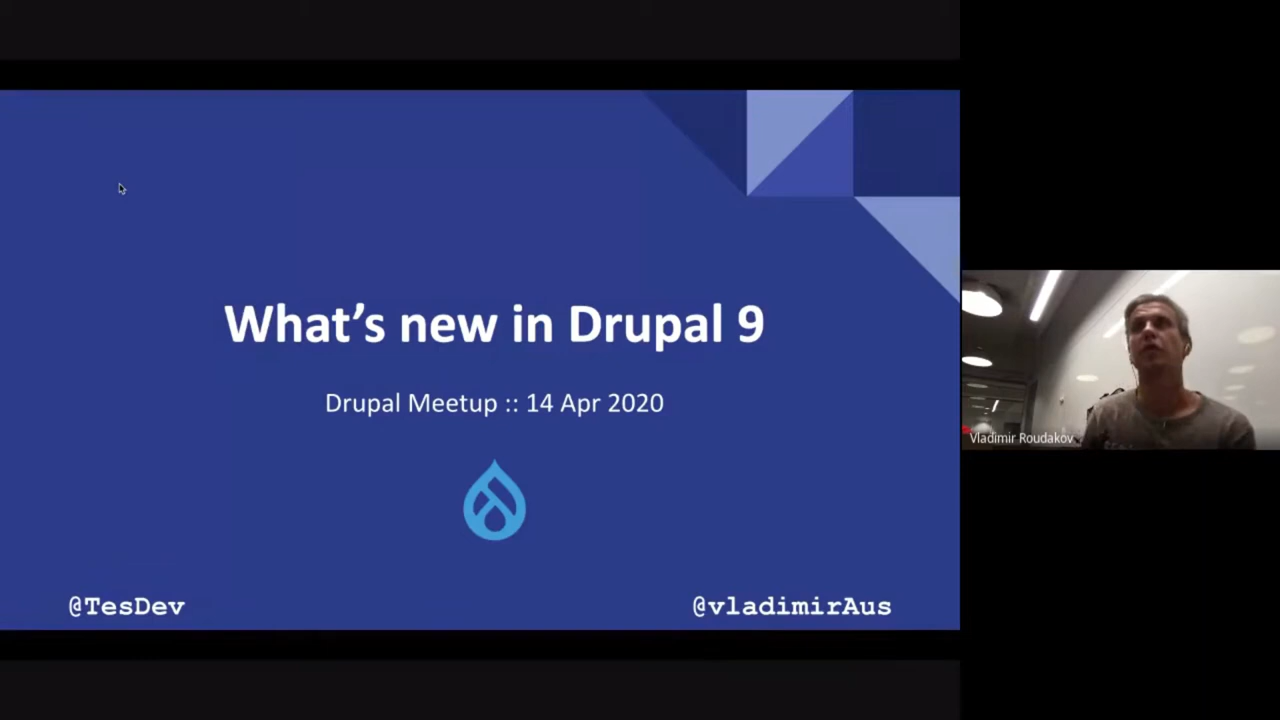 What’s new in Drupal 9
Drupal Meetup :: 14 Apr 2020
@TesDev
@vladimirAus
Vladimir Roudakov